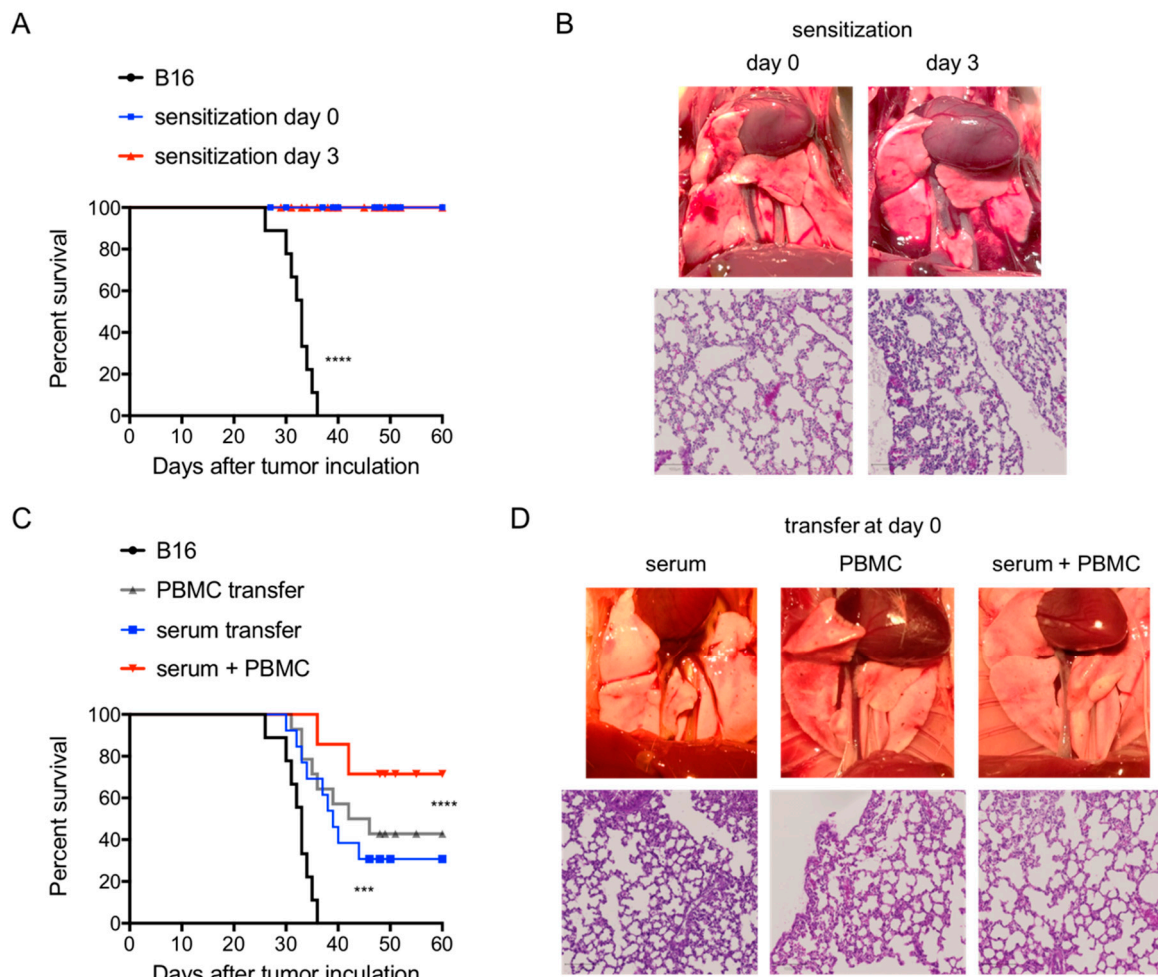 A
B16
sensitization day 0
sensitization day 3
100
80
60
40
20
0
Percent survival
****
0 10 20 30 40 50 60
Days after tumor inculation
B
sensitization
day 0 day 3
C
B16
PBMC transfer
serum transfer
serum + PBMC
100
80
60
40
20
0
Percent survival
****
***
0 10 20 30 40 50 60
Days after tumor inculation
D
transfer at day 0
serum PBMC serum + PBMC